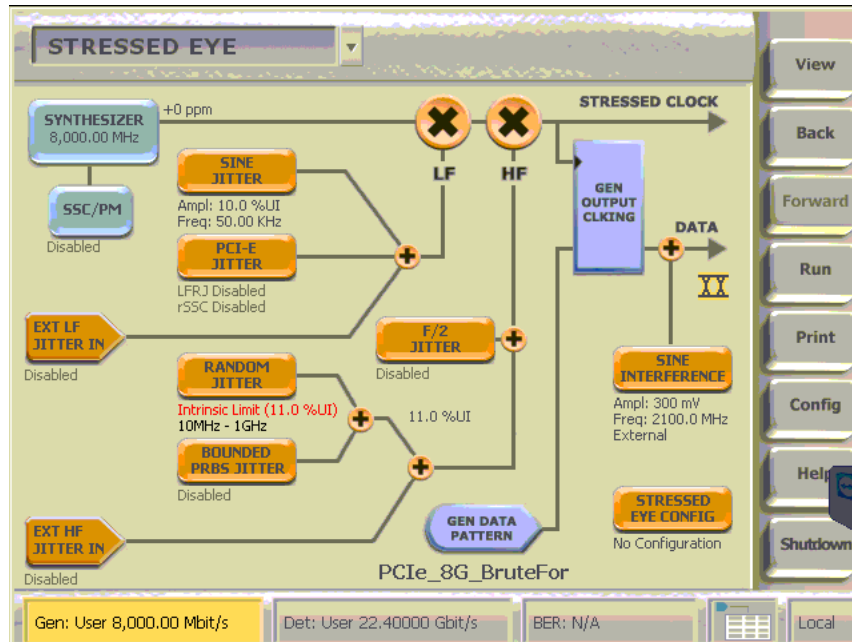 STRESSED EYE
View
Back
Forward
Run
Print
Config
Help
Shutdown
SYNTHESIZER
8,000.00 MHz
+0 ppm
SSC/PM
Disabled
SINE
JITTER
Ampl: 10.0 %UI
Freq: 50.00 KHz
PCI-E
JITTER
LFRJ Disabled
rSSC Disabled
LF
HF
STRESSED CLOCK
GEN
OUTPUT
CLKING
DATA
EXT LF
JITTER IN
Disabled
F/2
JITTER
Disabled
RANDOM
JITTER
Intrinsic Limit (11.0 %UI)
10MHz - 1GHz
11.0 %UI
BOUNDED
PRBS JITTER
Disabled
SINE
INTERFERENCE
Ampl: 300 mV
Freq: 2100.0 MHz
External
EXT HF
JITTER IN
Disabled
GEN DATA
PATTERN
PCIe_8G_BruteFor
STRESSED
EYE CONFIG
No Configuration
Gen: User 8,000.00 Mbit/s
Det: User 22.40000 Gbit/s
BER: N/A
Local